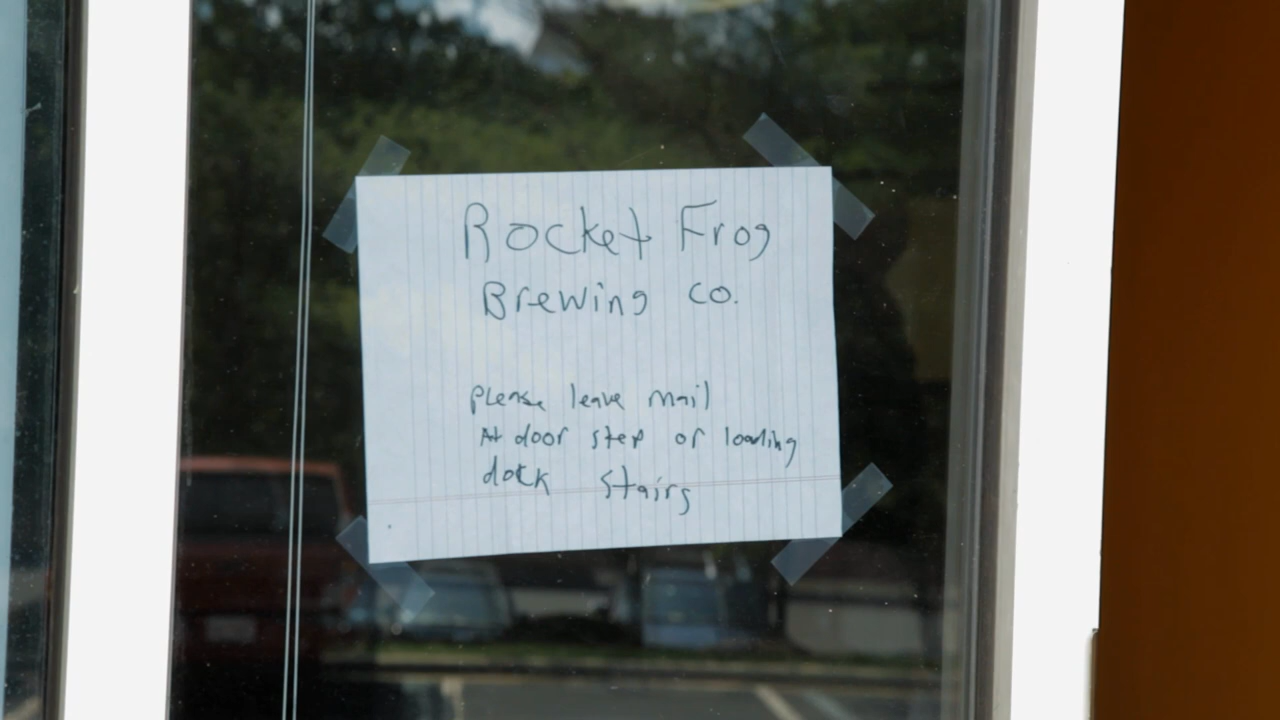 Rocket Frog
Brewing co.
please leave mail
At door step or loading
dock stairs